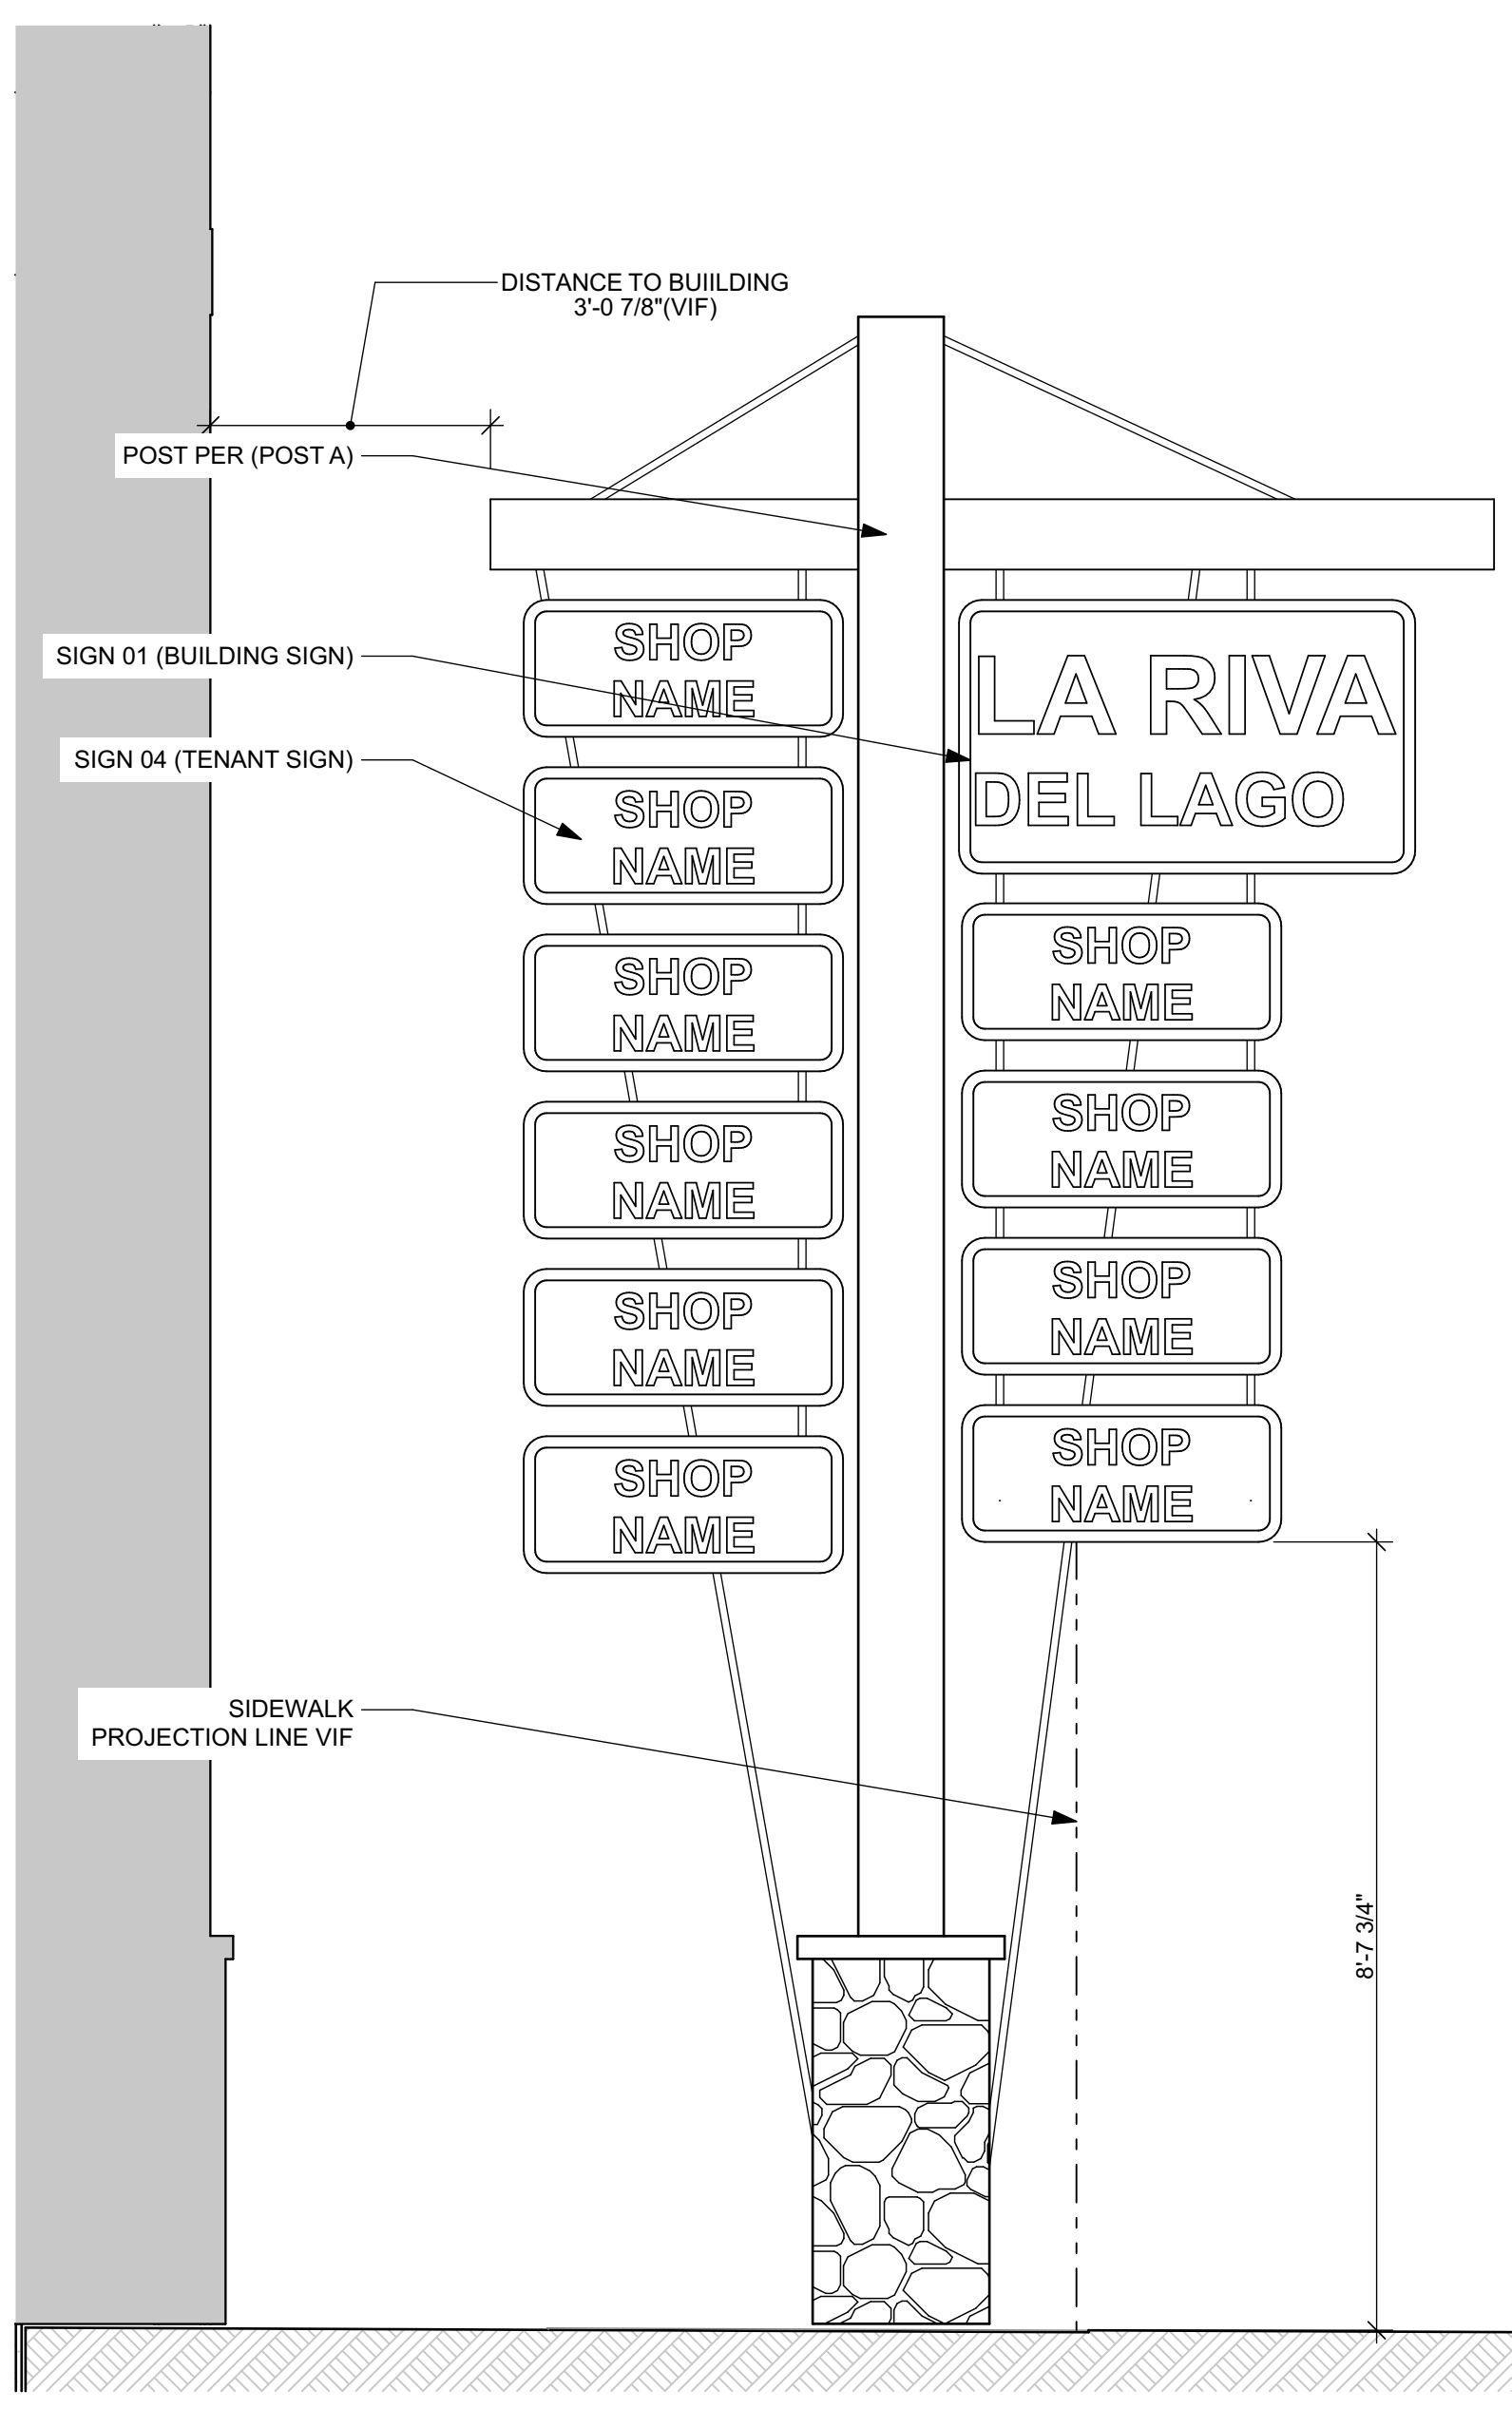 DISTANCE TO BUIILDING
3'-0 7/8"(VIF)
POST PER (POST A)
SIGN 01 (BUILDING SIGN)
SIGN 04 (TENANT SIGN)
SHOP
NAME
SHOP
NAME
SHOP
NAME
SHOP
NAME
SHOP
NAME
SHOP
NAME
LA RIVA
DEL LAGO
SHOP
NAME
SHOP
NAME
SHOP
NAME
SHOP
NAME
SIDEWALK
PROJECTION LINE VIF
8'-7 3/4"